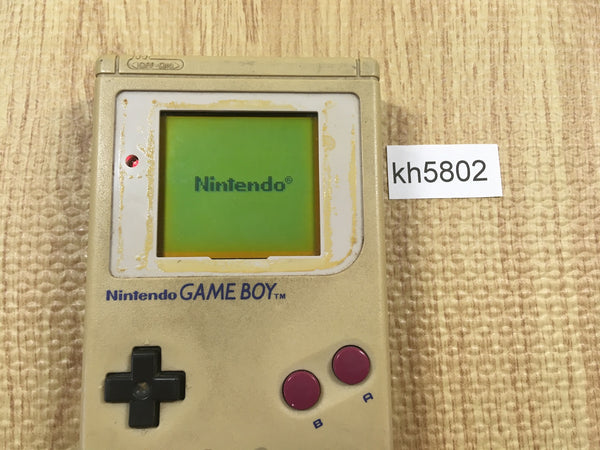 OFF•ON
Nintendo®
kh5802
Nintendo GAME BOY™
B
A